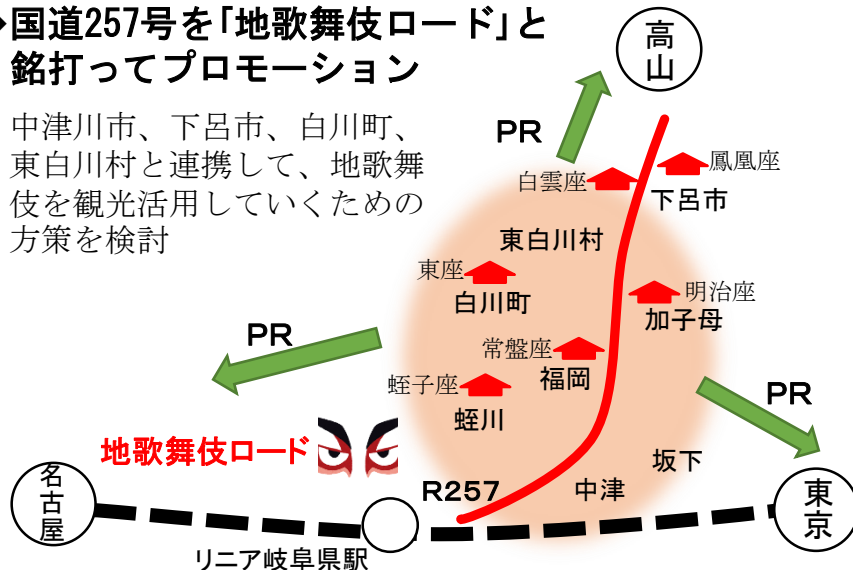 国道257号を「地歌舞伎ロード」と
銘打ってプロモーション
中津川市、下呂市、白川町、
東白川村と連携して、地歌舞
伎を観光活用していくための
方策を検討
高山
PR
白雲座
鳳凰座
下呂市
東白川村
東座
白川町
明治座
加子母
常盤座
福岡
蛭子座
蛭川
PR
PR
地歌舞伎ロード
坂下
R257
中津
名古屋
東京
リニア岐阜県駅